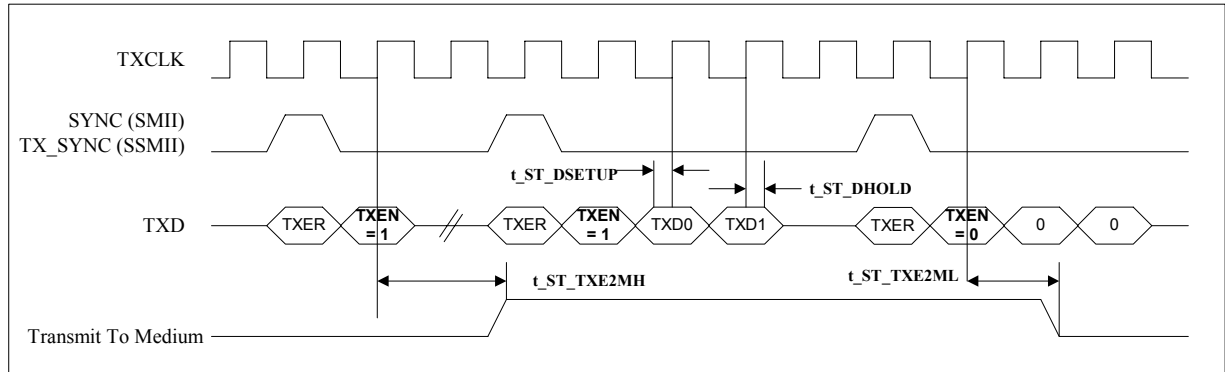 TXCLK
SYNC (SMII)
TX_SYNC (SSMII)
t_ST_DSETUP
t_ST_DHOLD
TXD
TXER
TXEN
= 1
TXER
TXEN
= 1
TXD0
TXD1
TXER
TXEN
= 0
0
0
t_ST_TXE2MH
t_ST_TXE2ML
Transmit To Medium